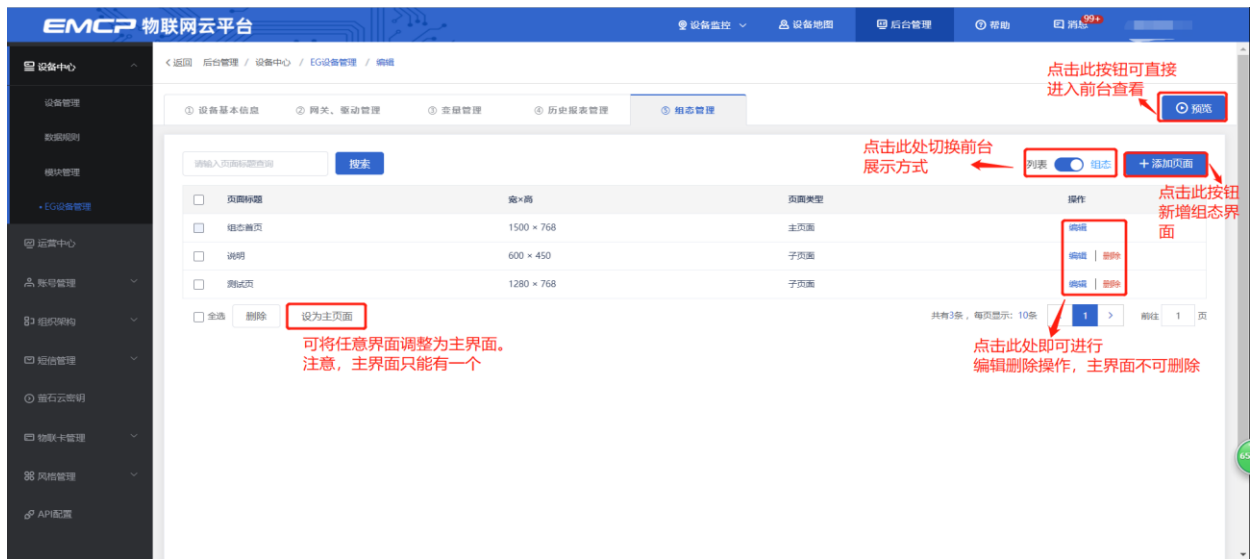 EMCP 物联网云平台
设备监控
设备地图
后台管理
帮助
消息
99+
设备中心
设备管理
数据规则
模块管理
•EG设备管理
运营中心
账号管理
组织架构
短信管理
萤石云密钥
物联卡管理
风格管理
API配置
<返回 后台管理 / 设备中心 / EG设备管理 / 编辑
① 设备基本信息
② 网关、驱动管理
③ 变量管理
④ 历史报表管理
⑤ 组态管理
点击此按钮可直接
进入前台查看
预览
请输入页面标题查询
搜索
点击此处切换前台
展示方式
列表
组态
+添加页面
点击此按钮
新增组态界
面
页面标题 宽×高 页面类型 操作
组态首页 1500 × 768 主页面 编辑
说明 600 × 450 子页面 编辑 | 删除
测试页 1280 × 768 子页面 编辑 | 删除
全选
删除
设为主页面
共有3条，每页显示：10条
1
>
前往 1 页
可将任意界面调整为主界面。
注意，主界面只能有一个
点击此处即可进行
编辑删除操作，主界面不可删除
65